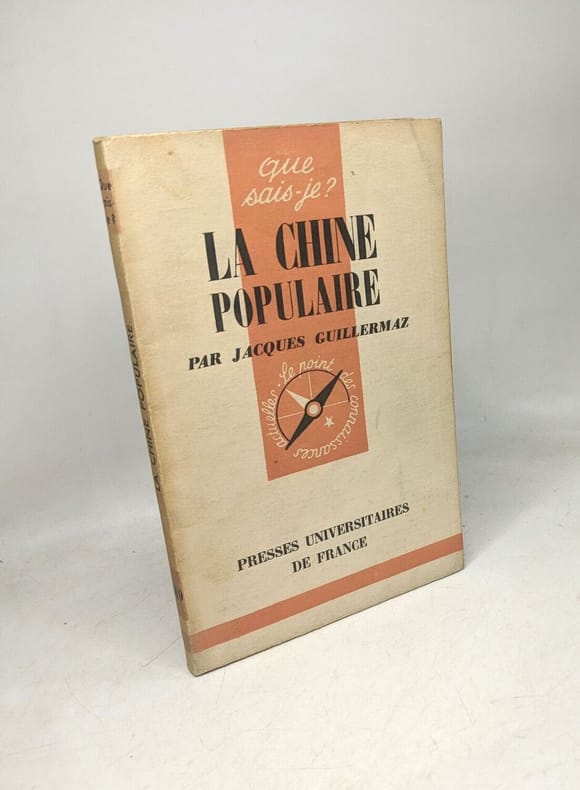 que
sais-je?
LA CHINE
POPULAIRE
PAR JACQUES GUILLERMAZ
le point des connaissances actuelles
PRESSES UNIVERSITAIRES
DE FRANCE
LA CHINE POPULAIRE